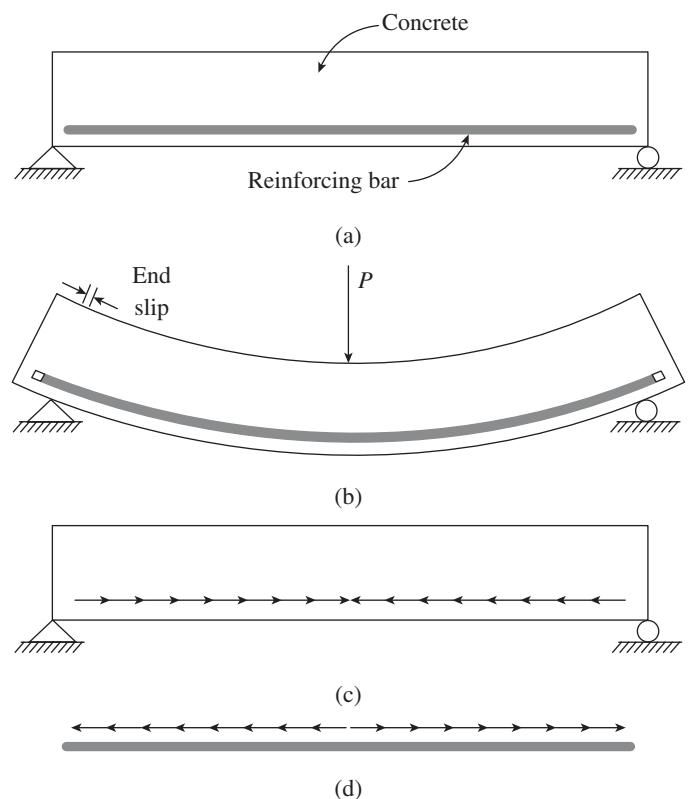 Concrete
Reinforcing bar
(a)
End
slip
P
(b)
(c)
(d)